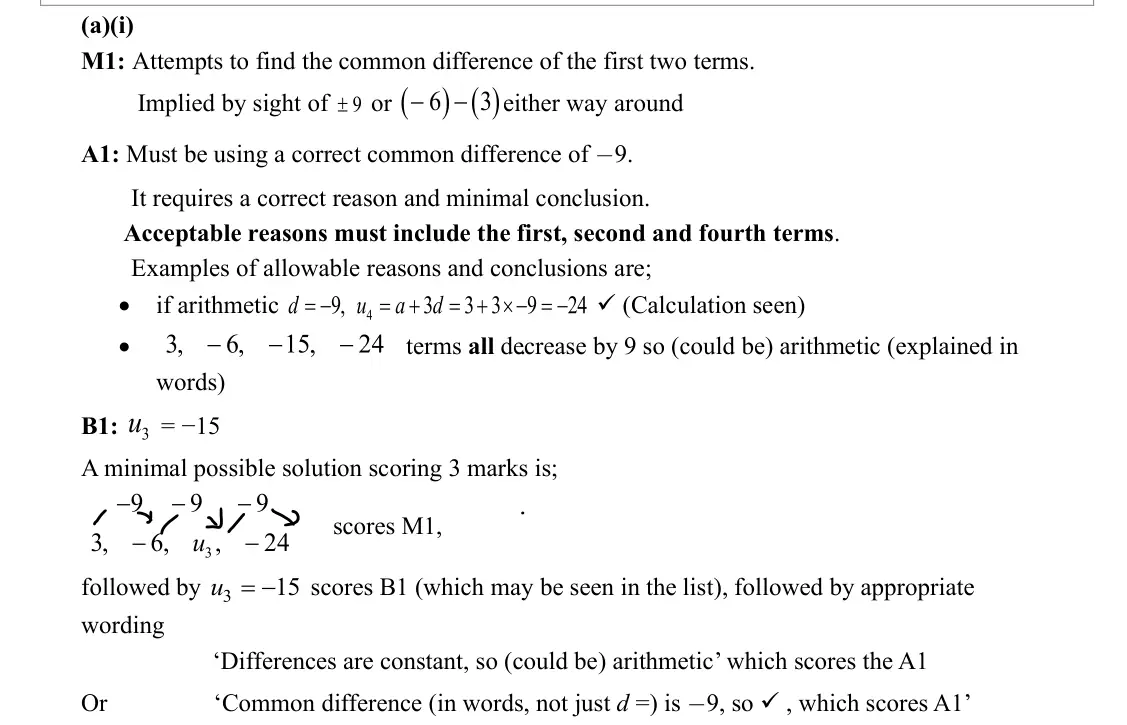 (a)(i)
M1: Attempts to find the common difference of the first two terms.
Implied by sight of ±9 or (−6)−(3) either way around
A1: Must be using a correct common difference of −9.
It requires a correct reason and minimal conclusion.
Acceptable reasons must include the first, second and fourth terms.
Examples of allowable reasons and conclusions are;
• if arithmetic d = −9, u₄ = a + 3d = 3 + 3 × −9 = −24 ✓ (Calculation seen)
• 3, −6, −15, −24 terms all decrease by 9 so (could be) arithmetic (explained in
words)
B1: u₃ = −15
A minimal possible solution scoring 3 marks is;
−9 −9 −9
3, −6, u₃, −24 scores M1,
followed by u₃ = −15 scores B1 (which may be seen in the list), followed by appropriate
wording
‘Differences are constant, so (could be) arithmetic’ which scores the A1
Or ‘Common difference (in words, not just d =) is −9, so ✓ , which scores A1’